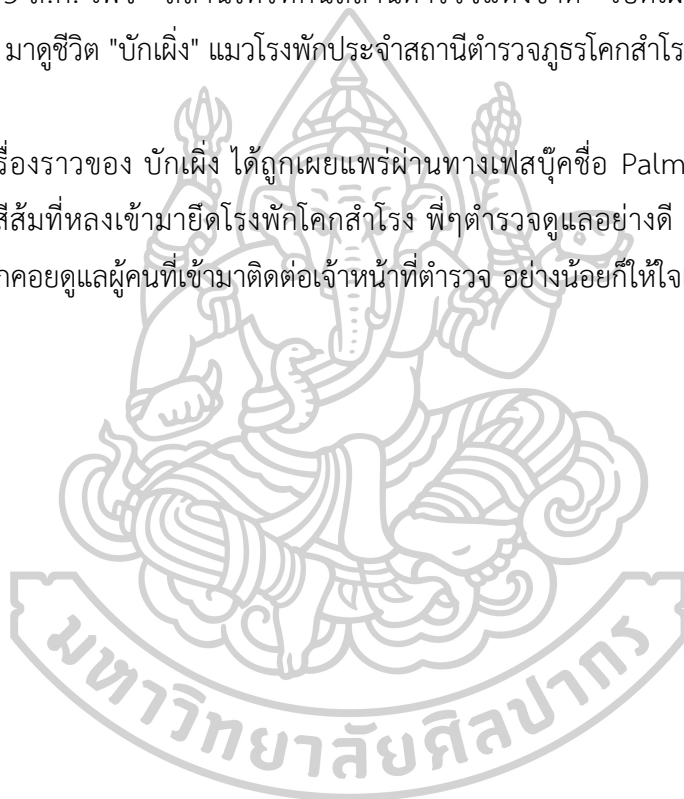 มาดูชีวิต "บักเผิ่ง" แมวโรงพักประจำสถานีตำรวจภูธรโคกสำโร
รื่องราวของ บักเผิ่ง ได้ถูกเผยแพร่ผ่านทางเฟสบุ๊คชื่อ Palm
สีส้มที่หลงเข้ามายึดโรงพักโคกสำโรง พี่ๆตำรวจดูแลอย่างดี
กคอยดูแลผู้คนที่เข้ามาติดต่อเจ้าหน้าที่ตำรวจ อย่างน้อยก็ให้ใจ
มหาวิทยาลัยศิลปากร